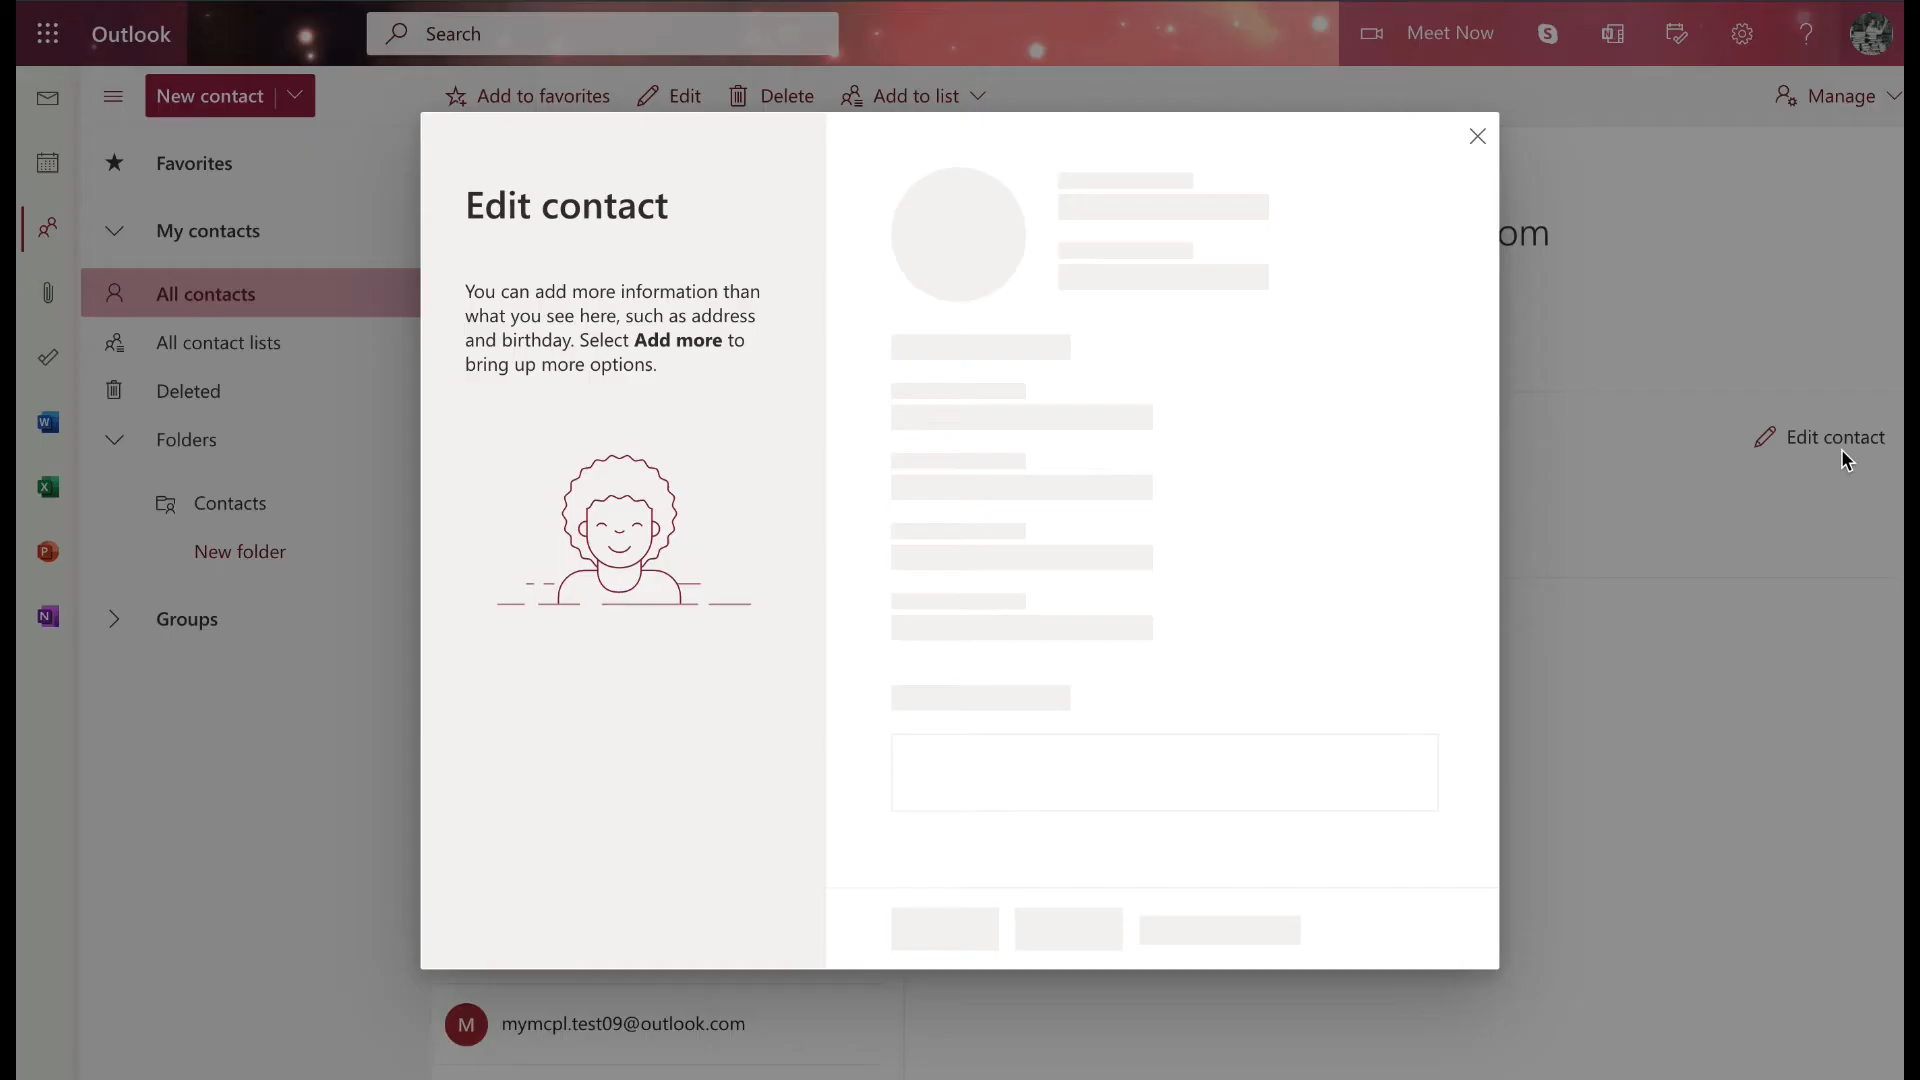 Outlook
Search
Meet Now
New contact
Add to favorites
Edit
Delete
Add to list
Manage
Favorites
My contacts
All contacts
All contact lists
Deleted
Folders
Contacts
New folder
Groups
Edit contact
You can add more information than
what you see here, such as address
and birthday. Select Add more to
bring up more options.
om
Edit contact
M
mymcpl.test09@outlook.com